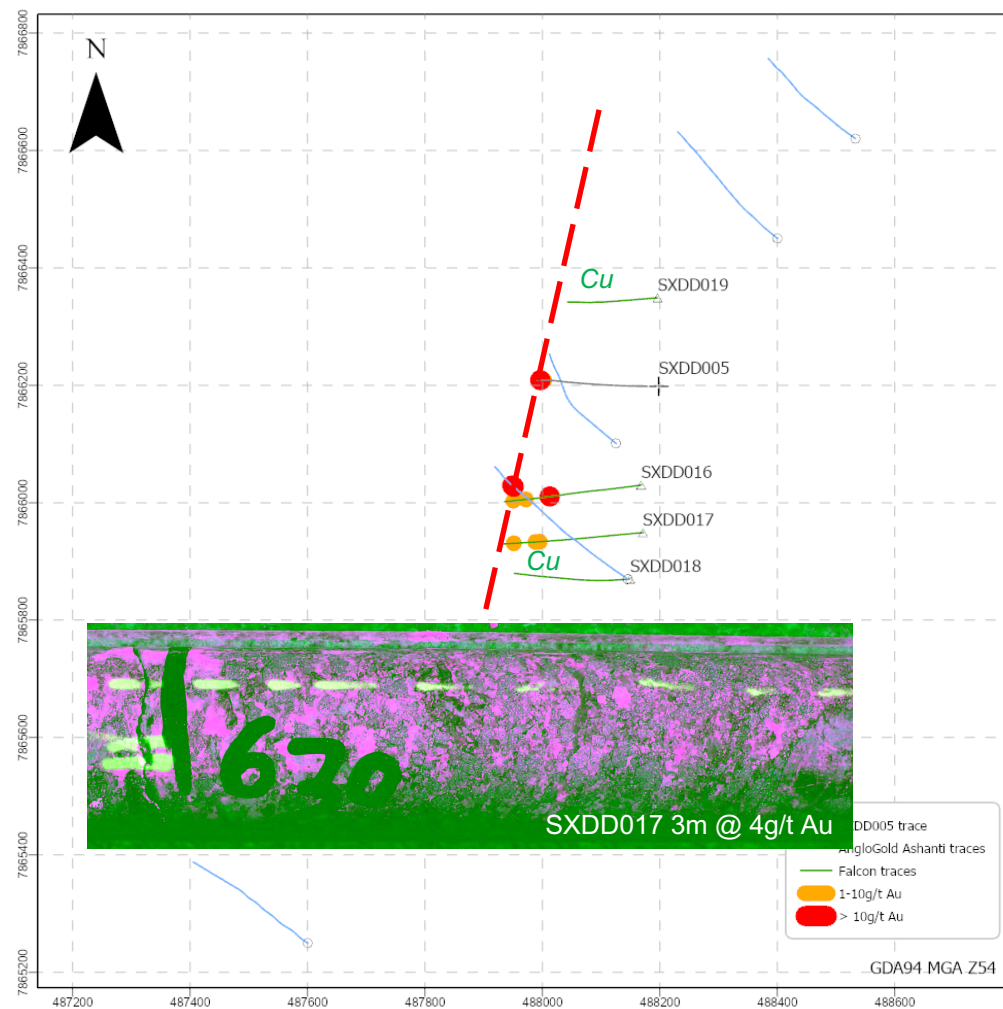 7866800
7866600
7866400
7866200
7866000
7865800
7865600
7865400
7865200
N
Cu
SXDD019
SXDD005
SXDD016
SXDD017
Cu
SXDD018
620
SXDD017 3m @ 4g/t Au
DD005 trace
AngloGold Ashanti traces
Falcon traces
1-10g/t Au
> 10g/t Au
GDA94 MGA Z54
487200
487400
487600
487800
488000
488200
488400
488600